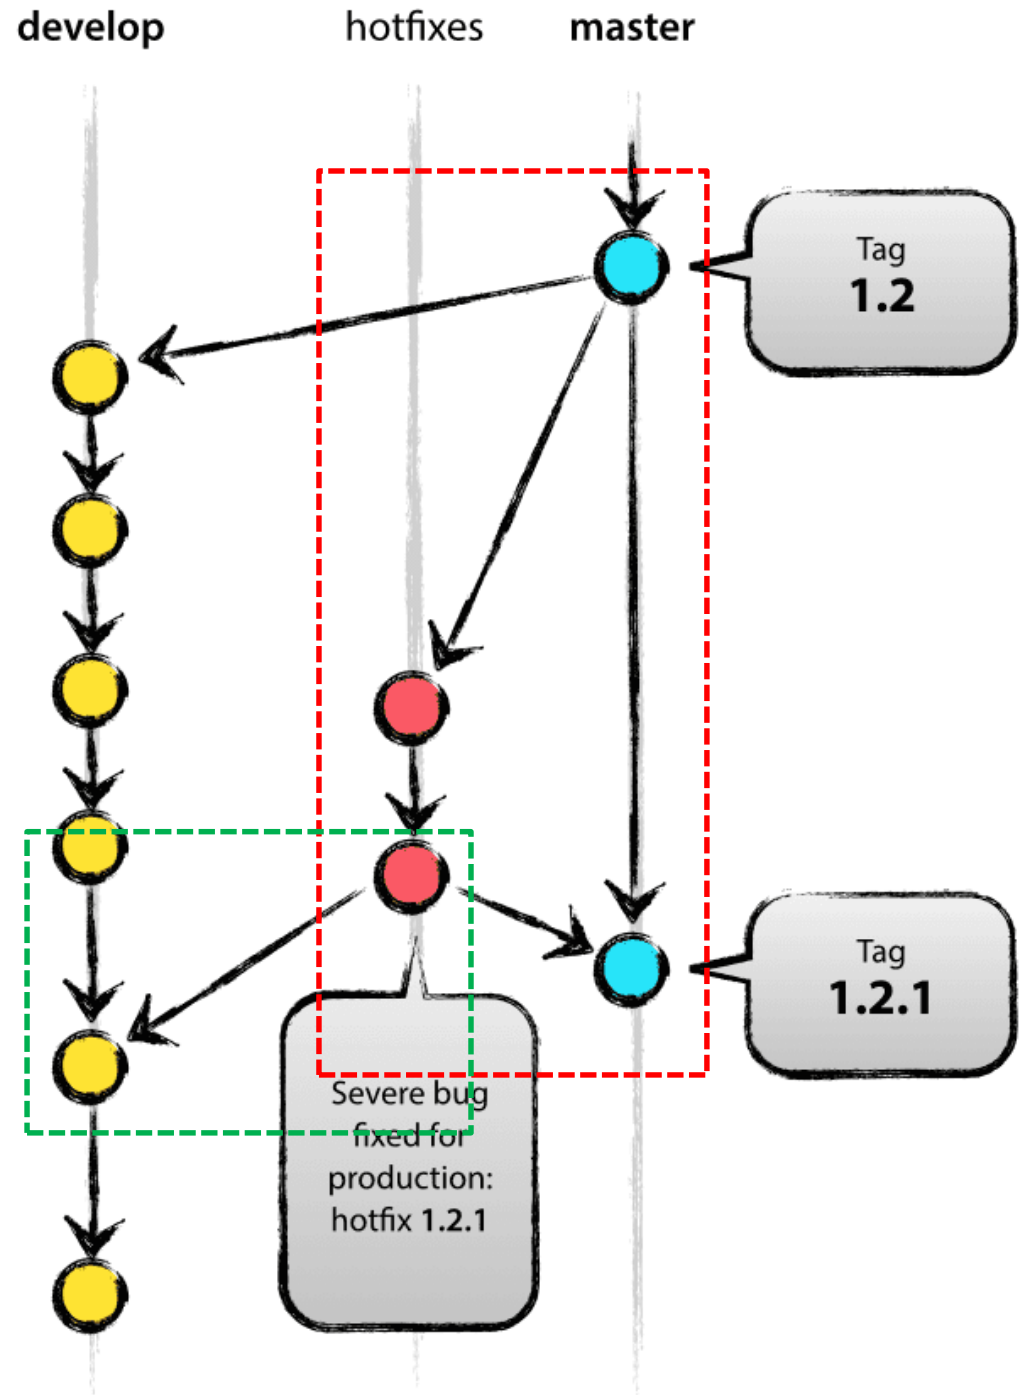 develop
hotfixes
master
Tag
1.2
Tag
1.2.1
Severe bug
fixed for
production:
hotfix 1.2.1